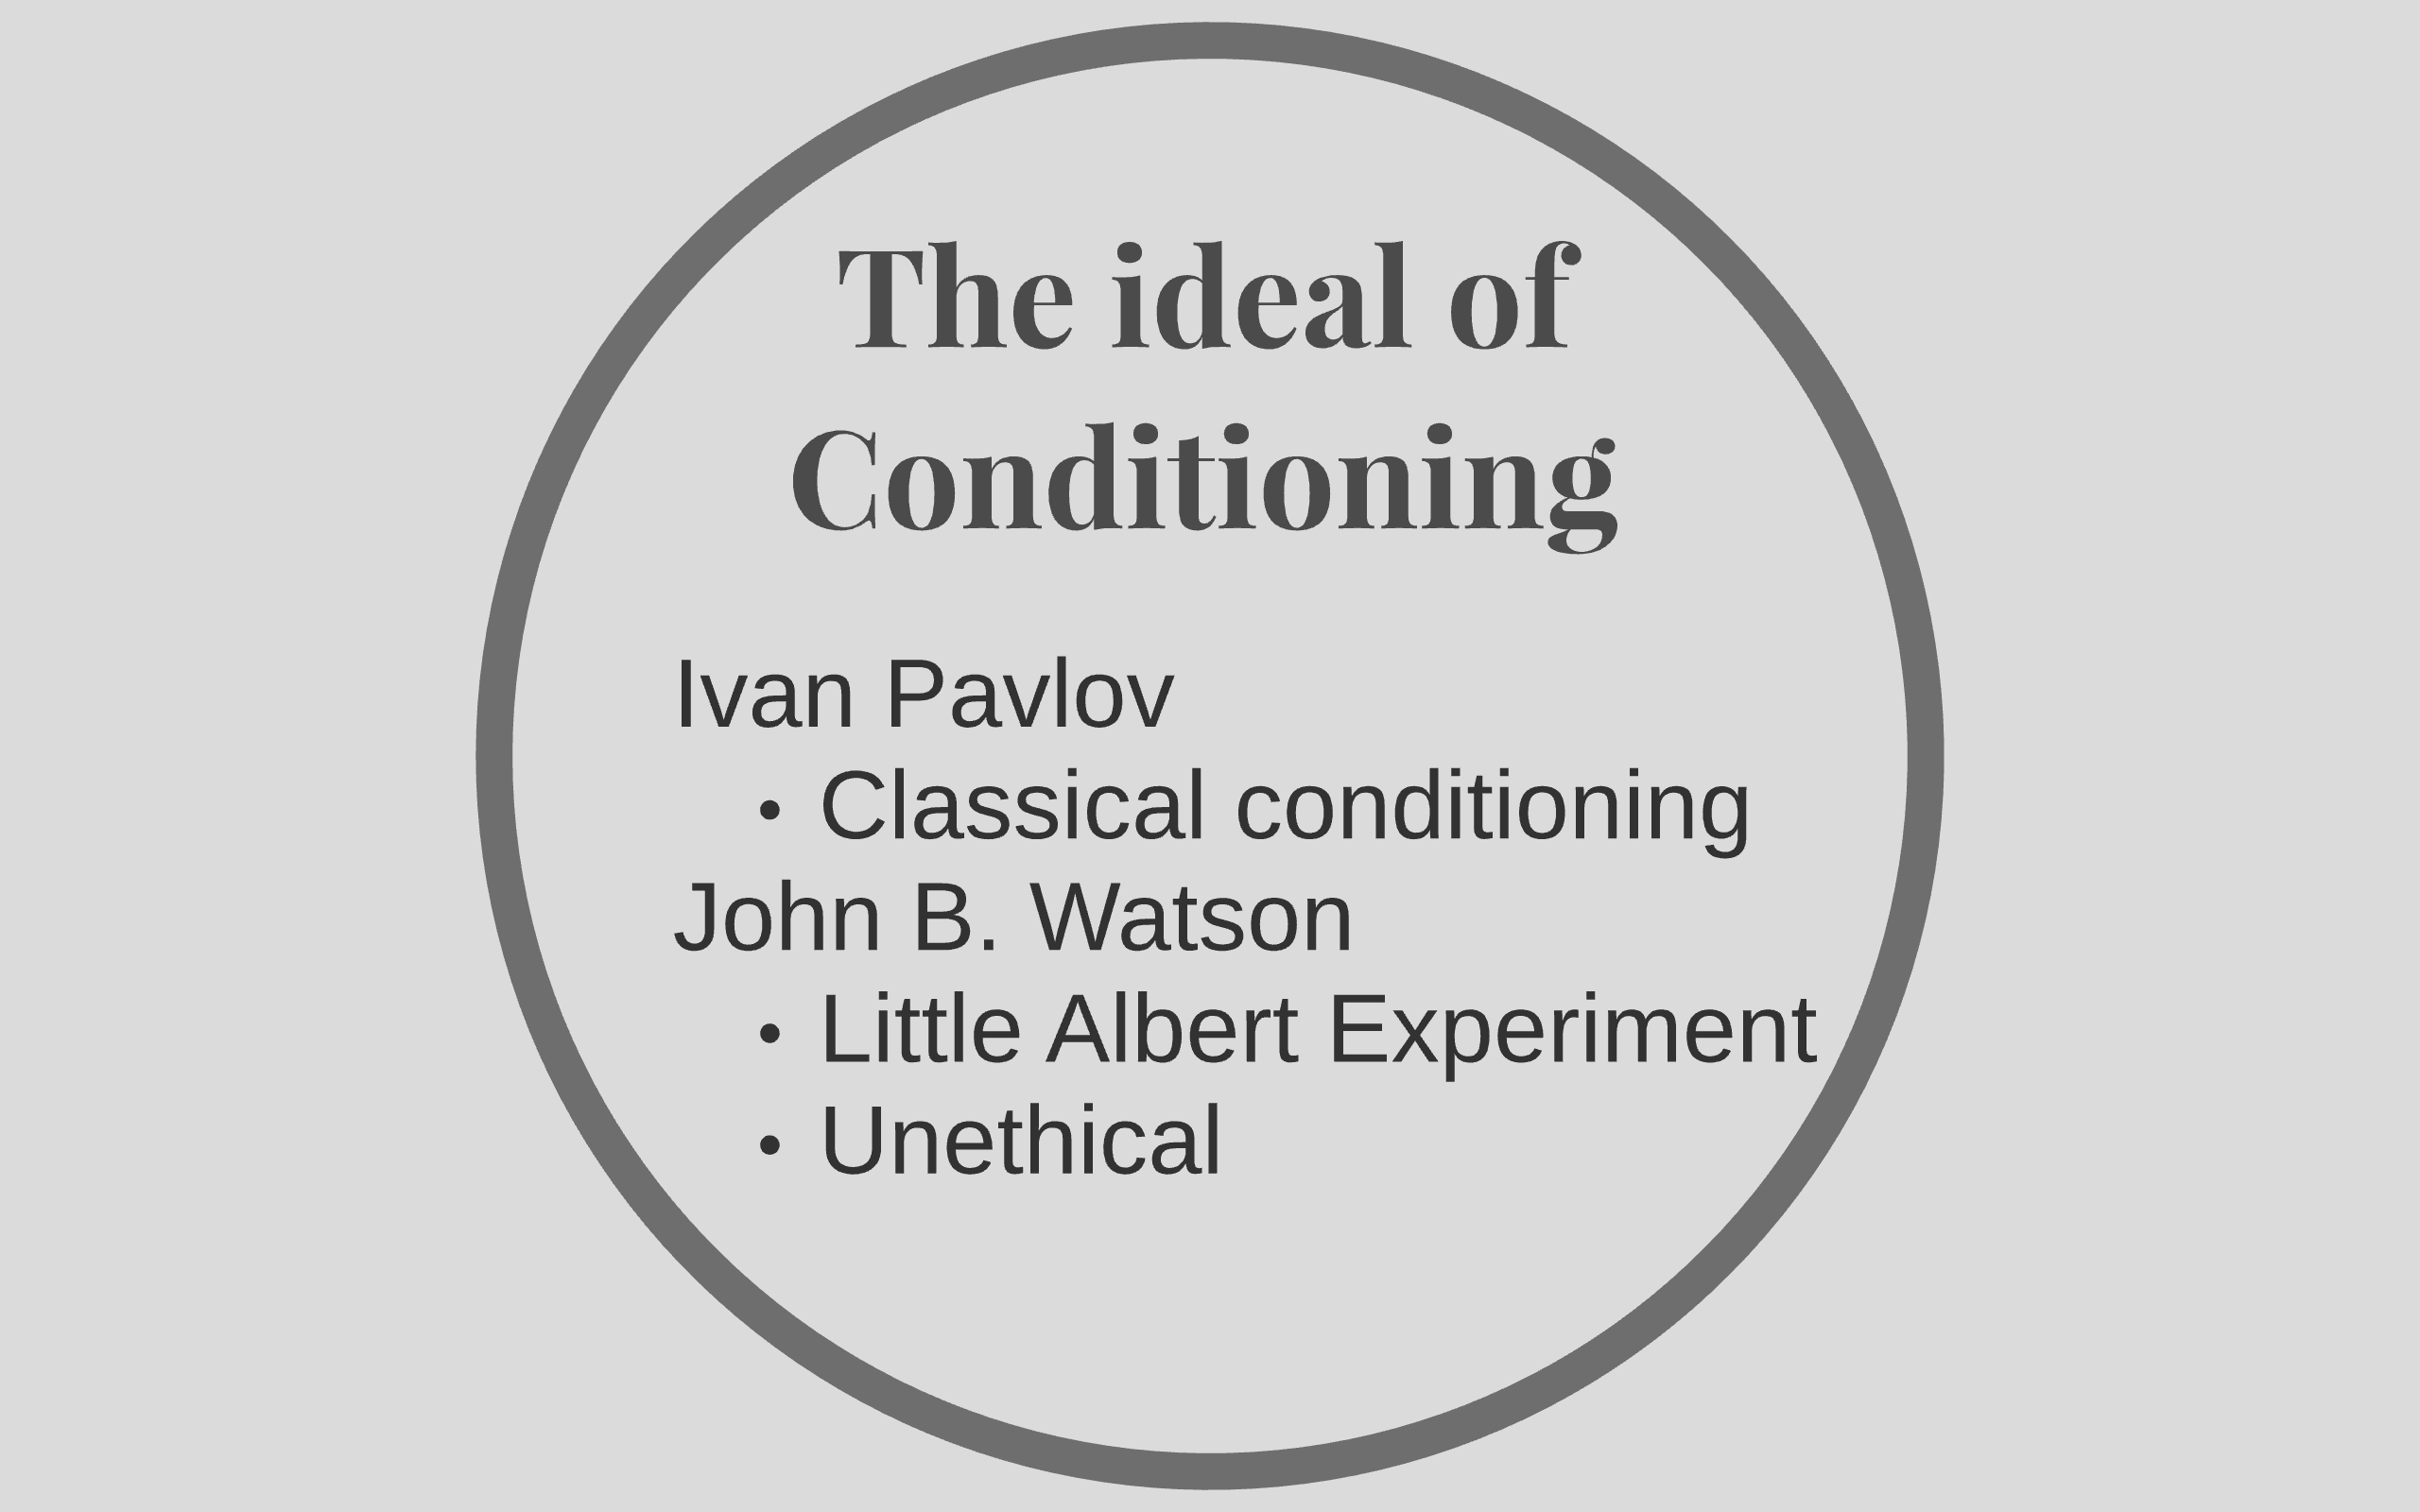 The ideal of
Conditioning
Ivan Pavlov
• Classical conditioning
John B. Watson
• Little Albert Experiment
• Unethical